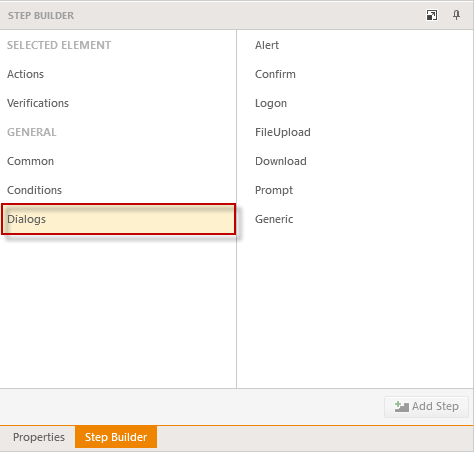 STEP BUILDER
SELECTED ELEMENT
Actions
Verifications
GENERAL
Common
Conditions
Dialogs
Alert
Confirm
Logon
FileUpload
Download
Prompt
Generic
Add Step
Properties
Step Builder